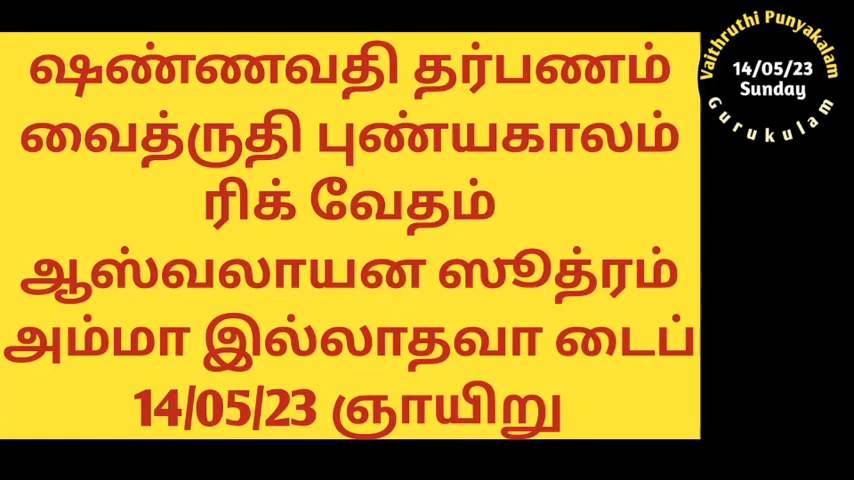 ஷண்ணவதி தர்பணம்
வைத்ருதி புண்யகாலம்
ரிக் வேதம்
ஆஸ்வலாயன ஸூத்ரம்
அம்மா இல்லாதவா டைப்
14/05/23 ஞாயிறு
Vaithruthi Punyakalam
14/05/23
Sunday
Gurukulam